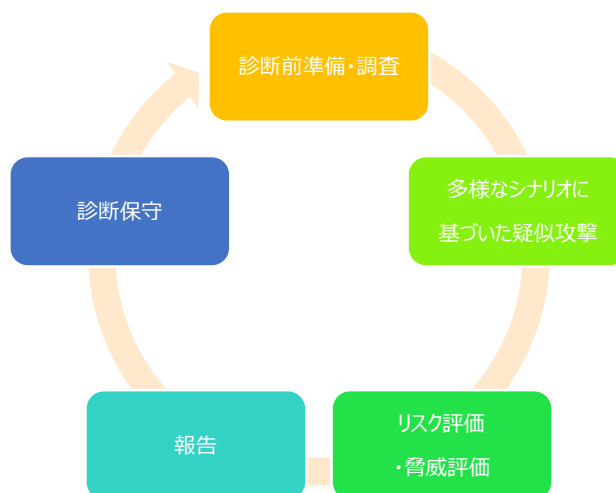 診断前準備・調査
多様なシナリオに
基づいた疑似攻撃
リスク評価
・脅威評価
報告
診断保守